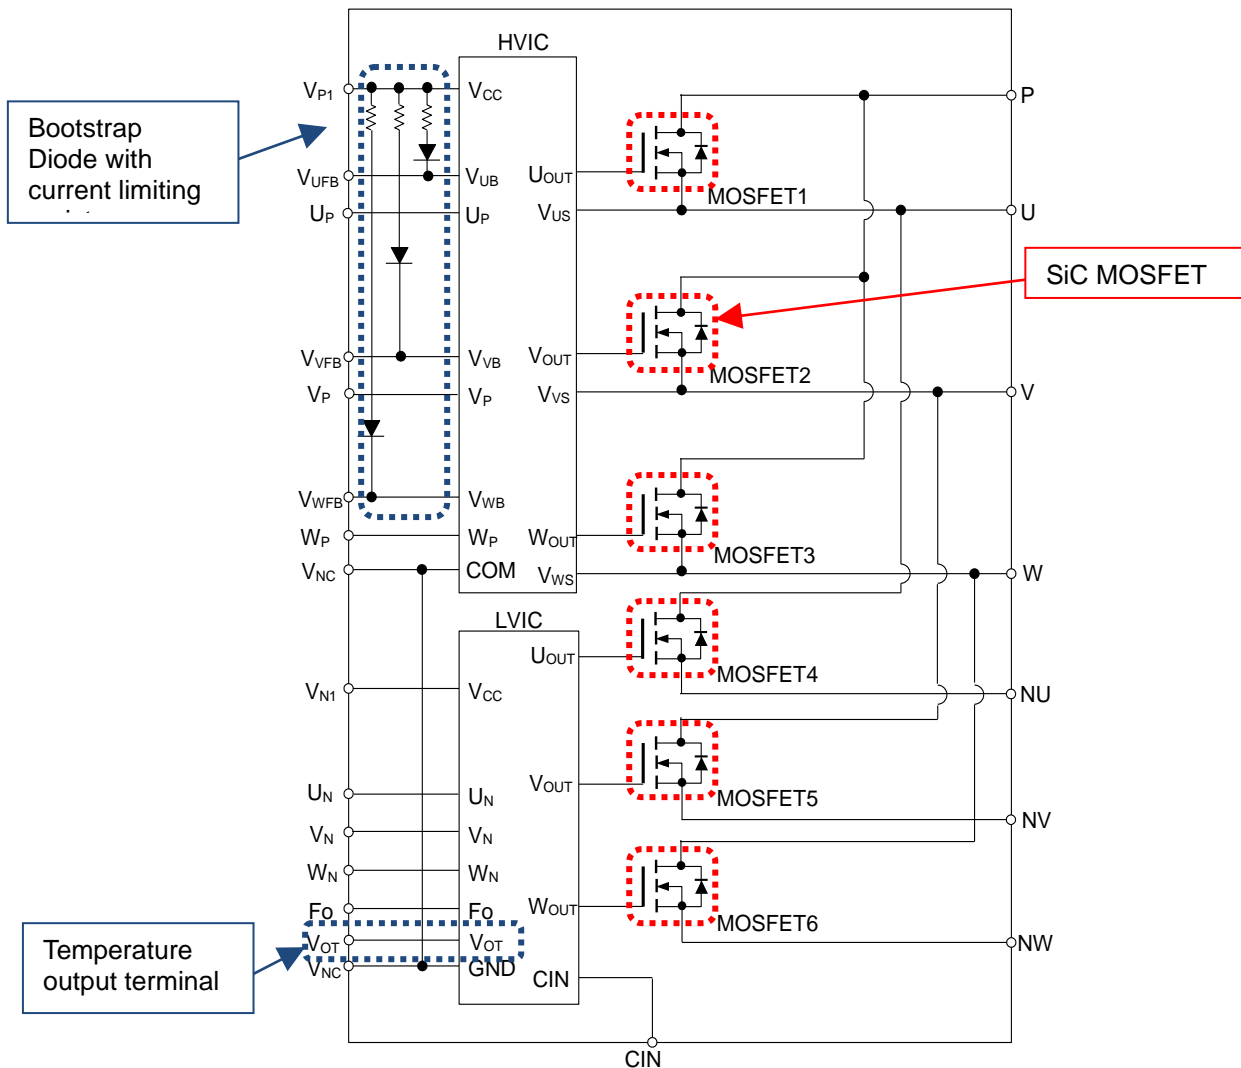 HVIC
VP1
VCC
P
Bootstrap
Diode with
current limiting
VUFB
VUB
UOUT
MOSFET1
UP
UP
VUS
U
SiC MOSFET
VVFB
VVB
VOUT
MOSFET2
VP
VP
VVS
V
VWFB
VWB
WP
WP
WOUT
MOSFET3
VNC
COM
VWS
W
LVIC
UOUT
MOSFET4
VN1
VCC
NU
UN
UN
VOUT
MOSFET5
VN
VN
NV
WN
WN
Fo
Fo
WOUT
MOSFET6
VOT
VOT
NW
Temperature
output terminal
VNC
GND
CIN
CIN